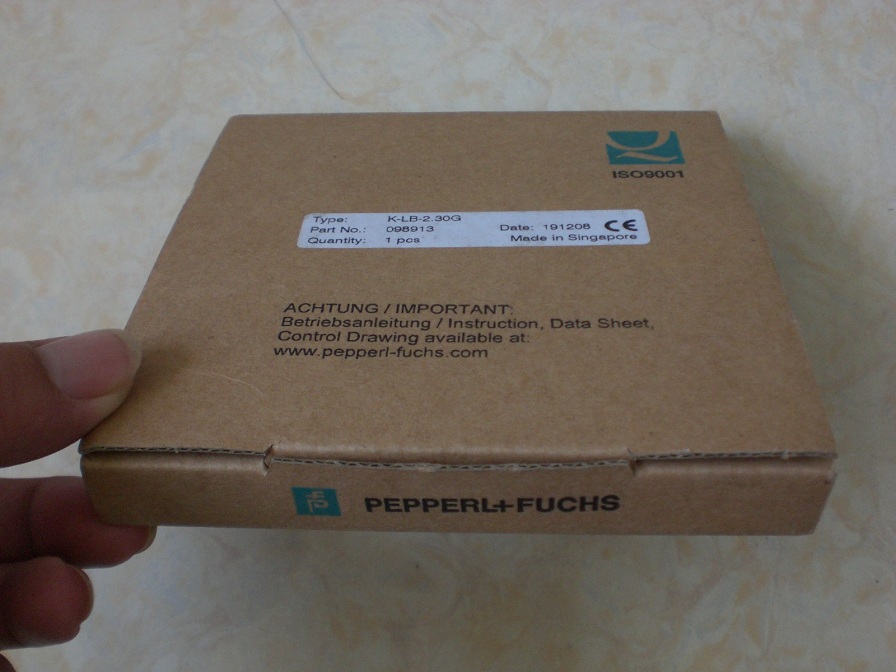 ISO9001
Type: K-LB-2.30G
Part No.: 098913 Date: 191208 CE
Quantity: 1 pcs Made in Singapore
ACHTUNG / IMPORTANT:
Betriebsanleitung / Instruction, Data Sheet,
Control Drawing available at:
www.pepperl-fuchs.com
PEPPERL+FUCHS